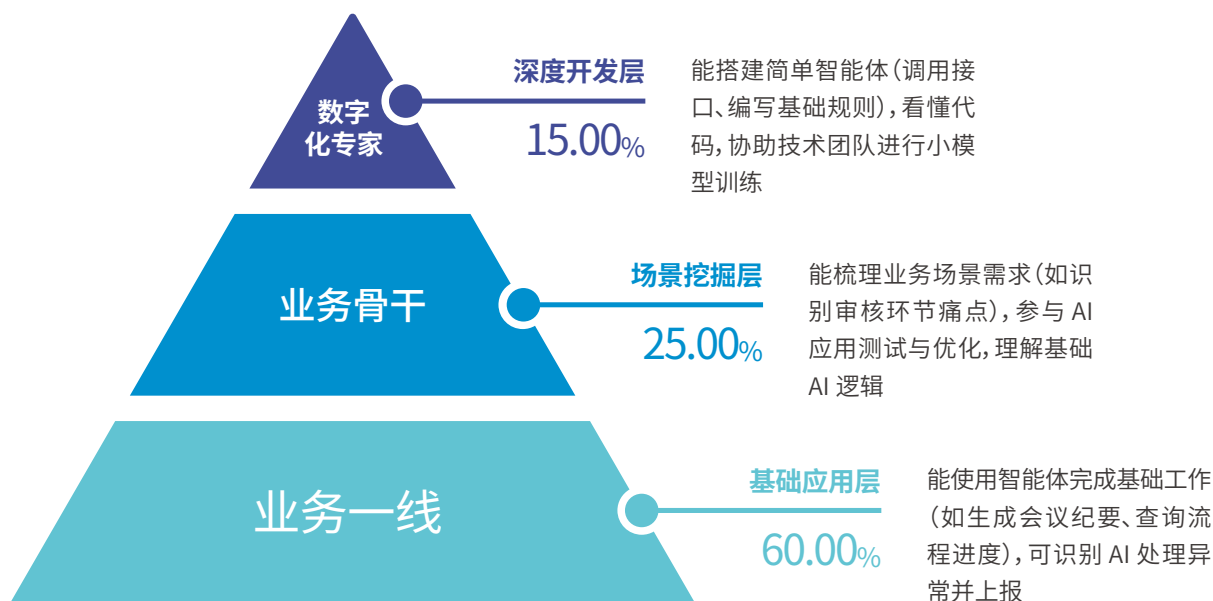 数字
化专家
深度开发层
15.00%
能搭建简单智能体（调用接
口、编写基础规则），看懂代
码，协助技术团队进行小模
型训练
业务骨干
场景挖掘层
25.00%
能梳理业务场景需求（如识
别审核环节痛点），参与 AI
应用测试与优化，理解基础
AI 逻辑
业务一线
基础应用层
60.00%
能使用智能体完成基础工作
（如生成会议纪要、查询流
程进度），可识别 AI 处理异
常并上报